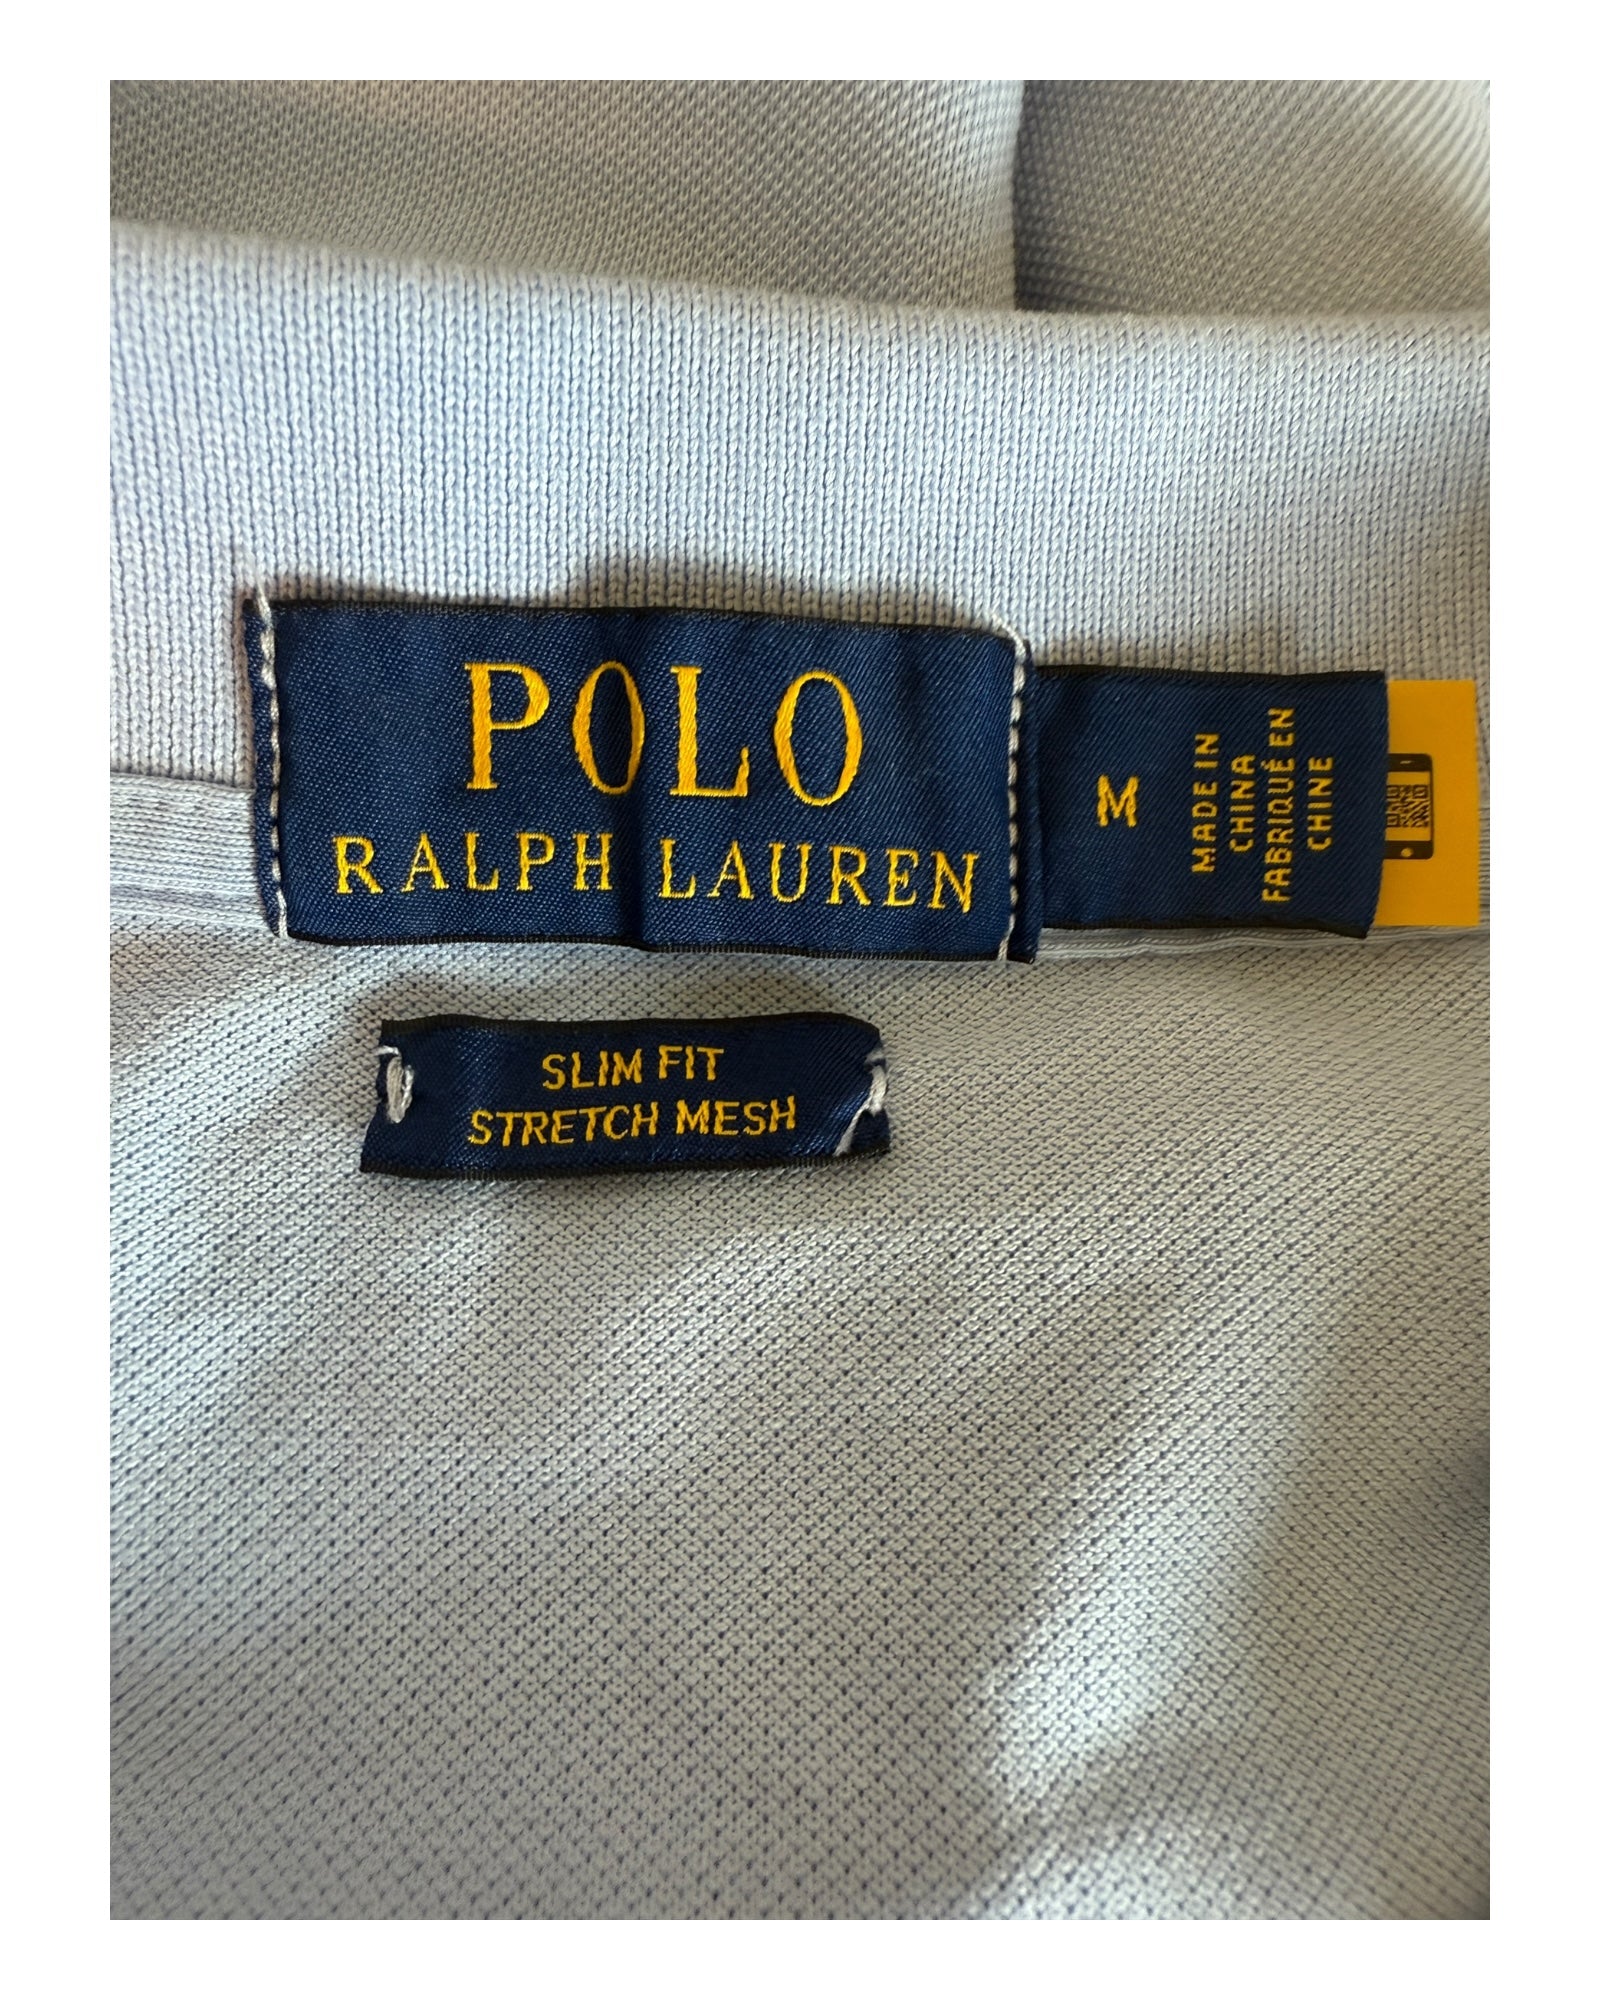 POLO
RALPH LAUREN
M
MADE IN
CHINA
FABRIQUÉ EN
CHINE
SLIM FIT
STRETCH MESH